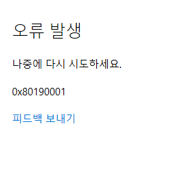 오류 발생
나중에 다시 시도하세요.
0x80190001
피드백 보내기